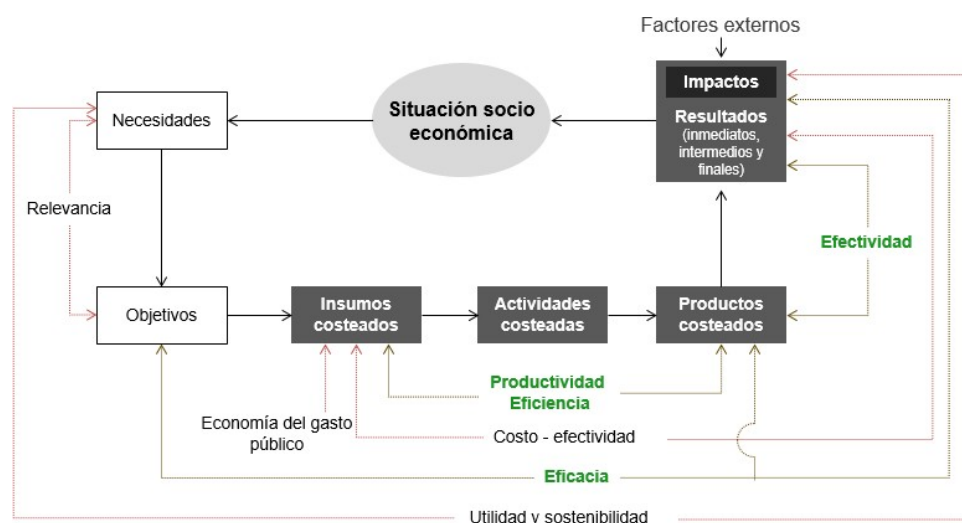 Factores externos
Impactos
Resultados
(inmediatos,
intermedios y
finales)
Situación socio
económica
Necesidades
Relevancia
Efectividad
Objetivos
Insumos
costeados
Actividades
costeadas
Productos
costeados
Productividad
Eficiencia
Economía del gasto
público
Costo - efectividad
Eficacia
Utilidad y sostenibilidad